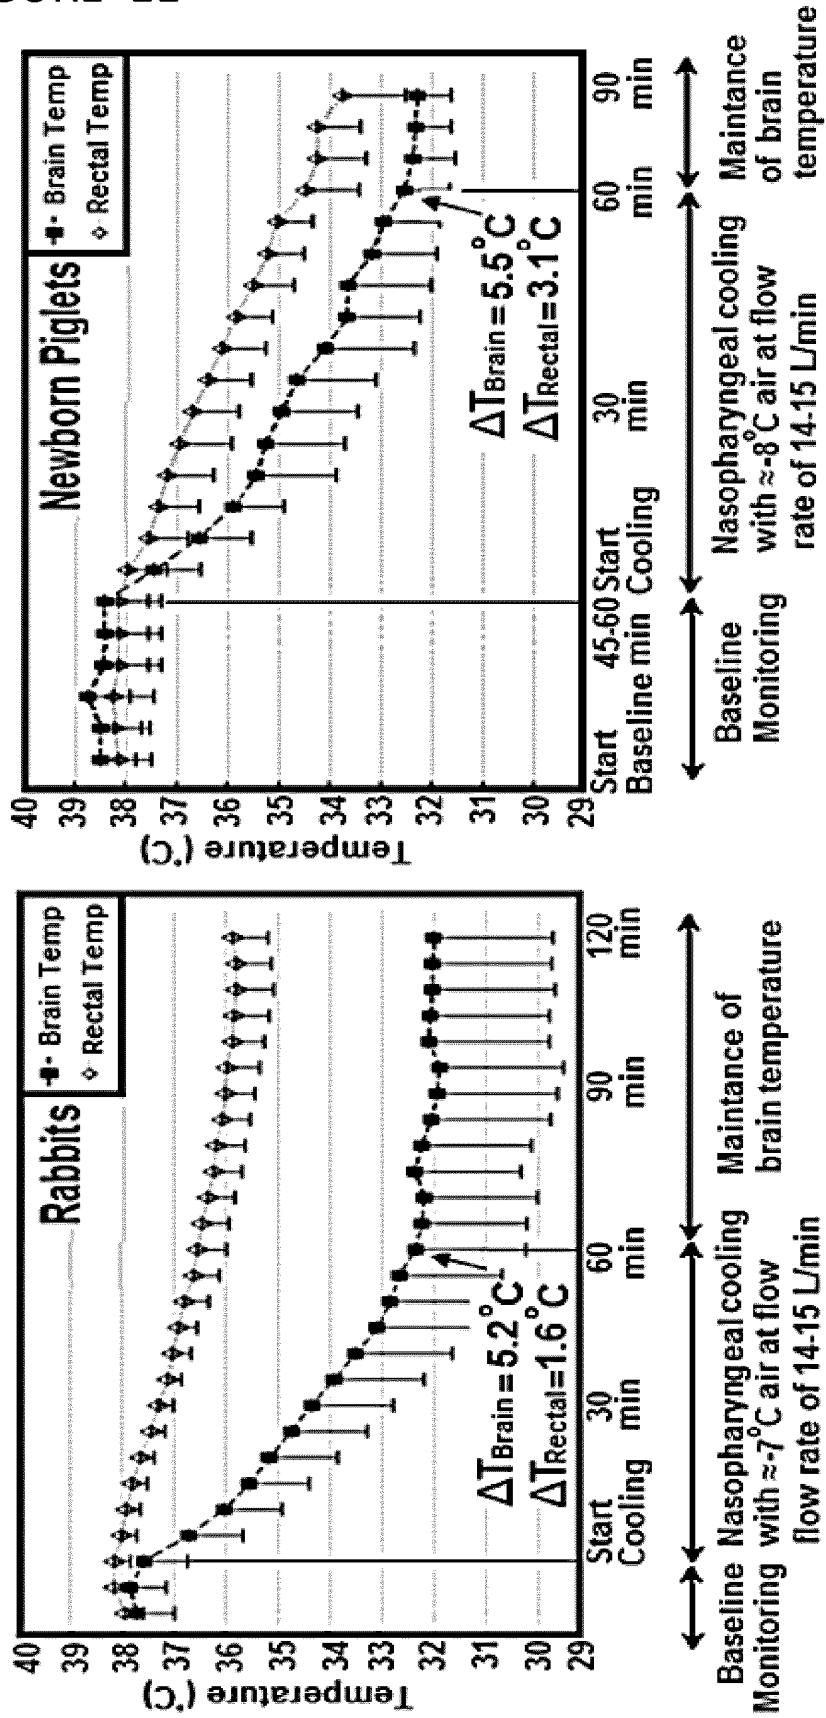 Rabbits
Brain Temp
Rectal Temp
Temperature (°C)
40
39
38
37
36
35
34
33
32
31
30
29
ΔTBrain=5.2°C
ΔTRectal=1.6°C
Start
Cooling
30
min
60
min
90
min
120
min
Baseline
Monitoring
Nasopharyngeal cooling
with ≈-7°C air at flow
flow rate of 14-15 L/min
Maintance of
brain temperature
Newborn Piglets
Brain Temp
Rectal Temp
Temperature (°C)
40
39
38
37
36
35
34
33
32
31
30
29
ΔTBrain=5.5°C
ΔTRectal=3.1°C
Start
Baseline
45-60
min
Start
Cooling
30
min
60
min
90
min
Baseline
Monitoring
Nasopharyngeal cooling
with ≈-8°C air at flow
rate of 14-15 L/min
Maintance
of brain
temperature